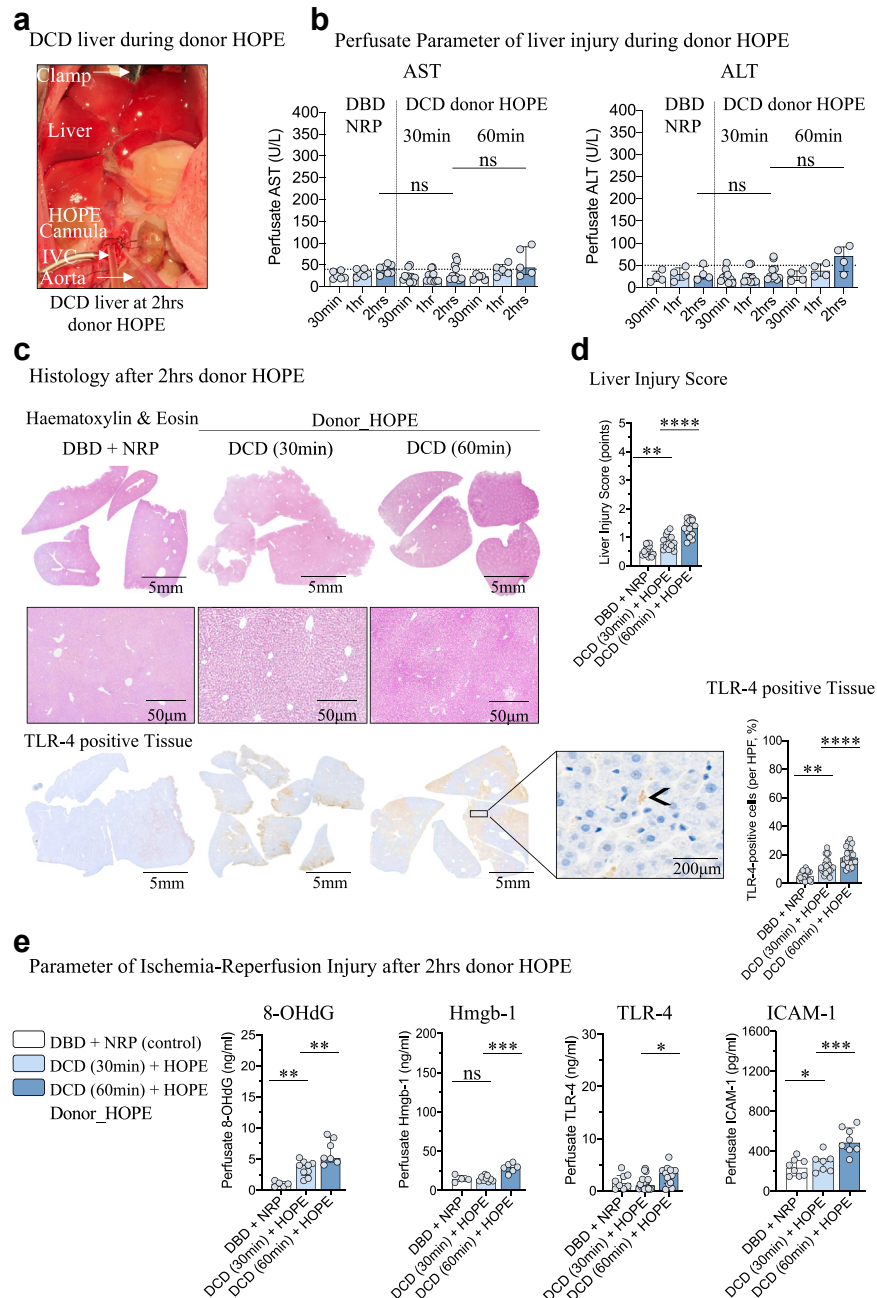 a
DCD liver during donor HOPE
Clamp
Liver
HOPE
Cannula
IVC
Aorta
DCD liver at 2hrs
donor HOPE
b
Perfusate Parameter of liver injury during donor HOPE
AST
DBD
NRP
DCD donor HOPE
30min
60min
ns
ns
Perfusate AST (U/L)
400
350
300
250
200
150
100
50
0
30min
1hr
2hrs
30min
1hr
2hrs
30min
1hr
2hrs
ALT
DBD
NRP
DCD donor HOPE
30min
60min
ns
ns
Perfusate ALT (U/L)
400
350
300
250
200
150
100
50
0
30min
1hr
2hrs
30min
1hr
2hrs
30min
1hr
2hrs
c
Histology after 2hrs donor HOPE
Haematoxylin & Eosin
Donor_HOPE
DBD + NRP
DCD (30min)
DCD (60min)
5mm
5mm
5mm
50μm
50μm
50μm
TLR-4 positive Tissue
5mm
5mm
5mm
200μm
d
Liver Injury Score
****
**
Liver Injury Score (points)
5
4
3
2
1
0
DBD + NRP
DCD (30min) + HOPE
DCD (60min) + HOPE
TLR-4 positive Tissue
****
**
TLR-4-positive cells (per HPF, %)
100
80
60
40
20
0
DBD + NRP
DCD (30min) + HOPE
DCD (60min) + HOPE
e
Parameter of Ischemia-Reperfusion Injury after 2hrs donor HOPE
DBD + NRP (control)
DCD (30min) + HOPE
DCD (60min) + HOPE
Donor_HOPE
8-OHdG
**
**
Perfusate 8-OHdG (ng/ml)
25
20
15
10
5
0
DBD + NRP
DCD (30min) + HOPE
DCD (60min) + HOPE
Hmgb-1
***
ns
Perfusate Hmgb-1 (ng/ml)
200
150
100
50
0
DBD + NRP
DCD (30min) + HOPE
DCD (60min) + HOPE
TLR-4
*
Perfusate TLR-4 (ng/ml)
30
20
10
0
DBD + NRP
DCD (30min) + HOPE
DCD (60min) + HOPE
ICAM-1
***
*
Perfusate ICAM-1 (pg/ml)
1600
1200
800
400
0
DBD + NRP
DCD (30min) + HOPE
DCD (60min) + HOPE